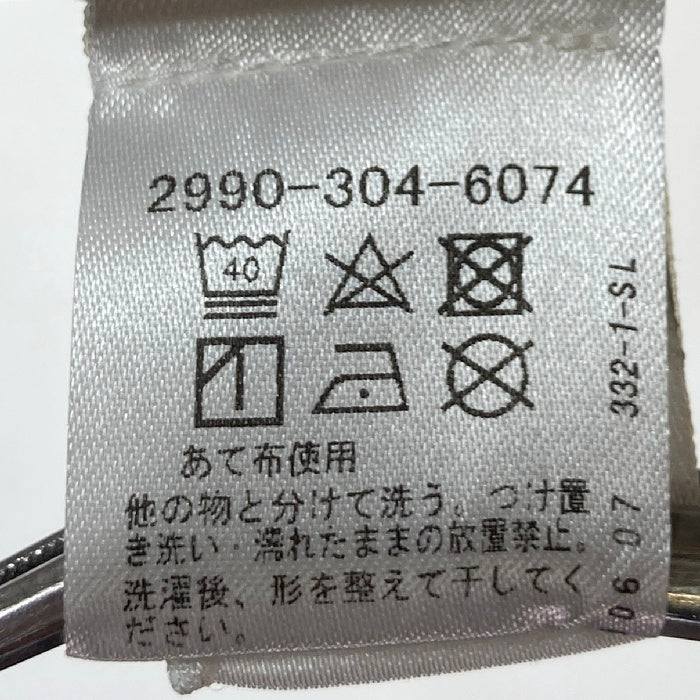 2990-304-6074
40
あて布使用
他の物と分けて洗う。つけ置
き洗い・濡れたままの放置禁止。
洗濯後、形を整えて干してく
ださい。
332-1-SL
06 07